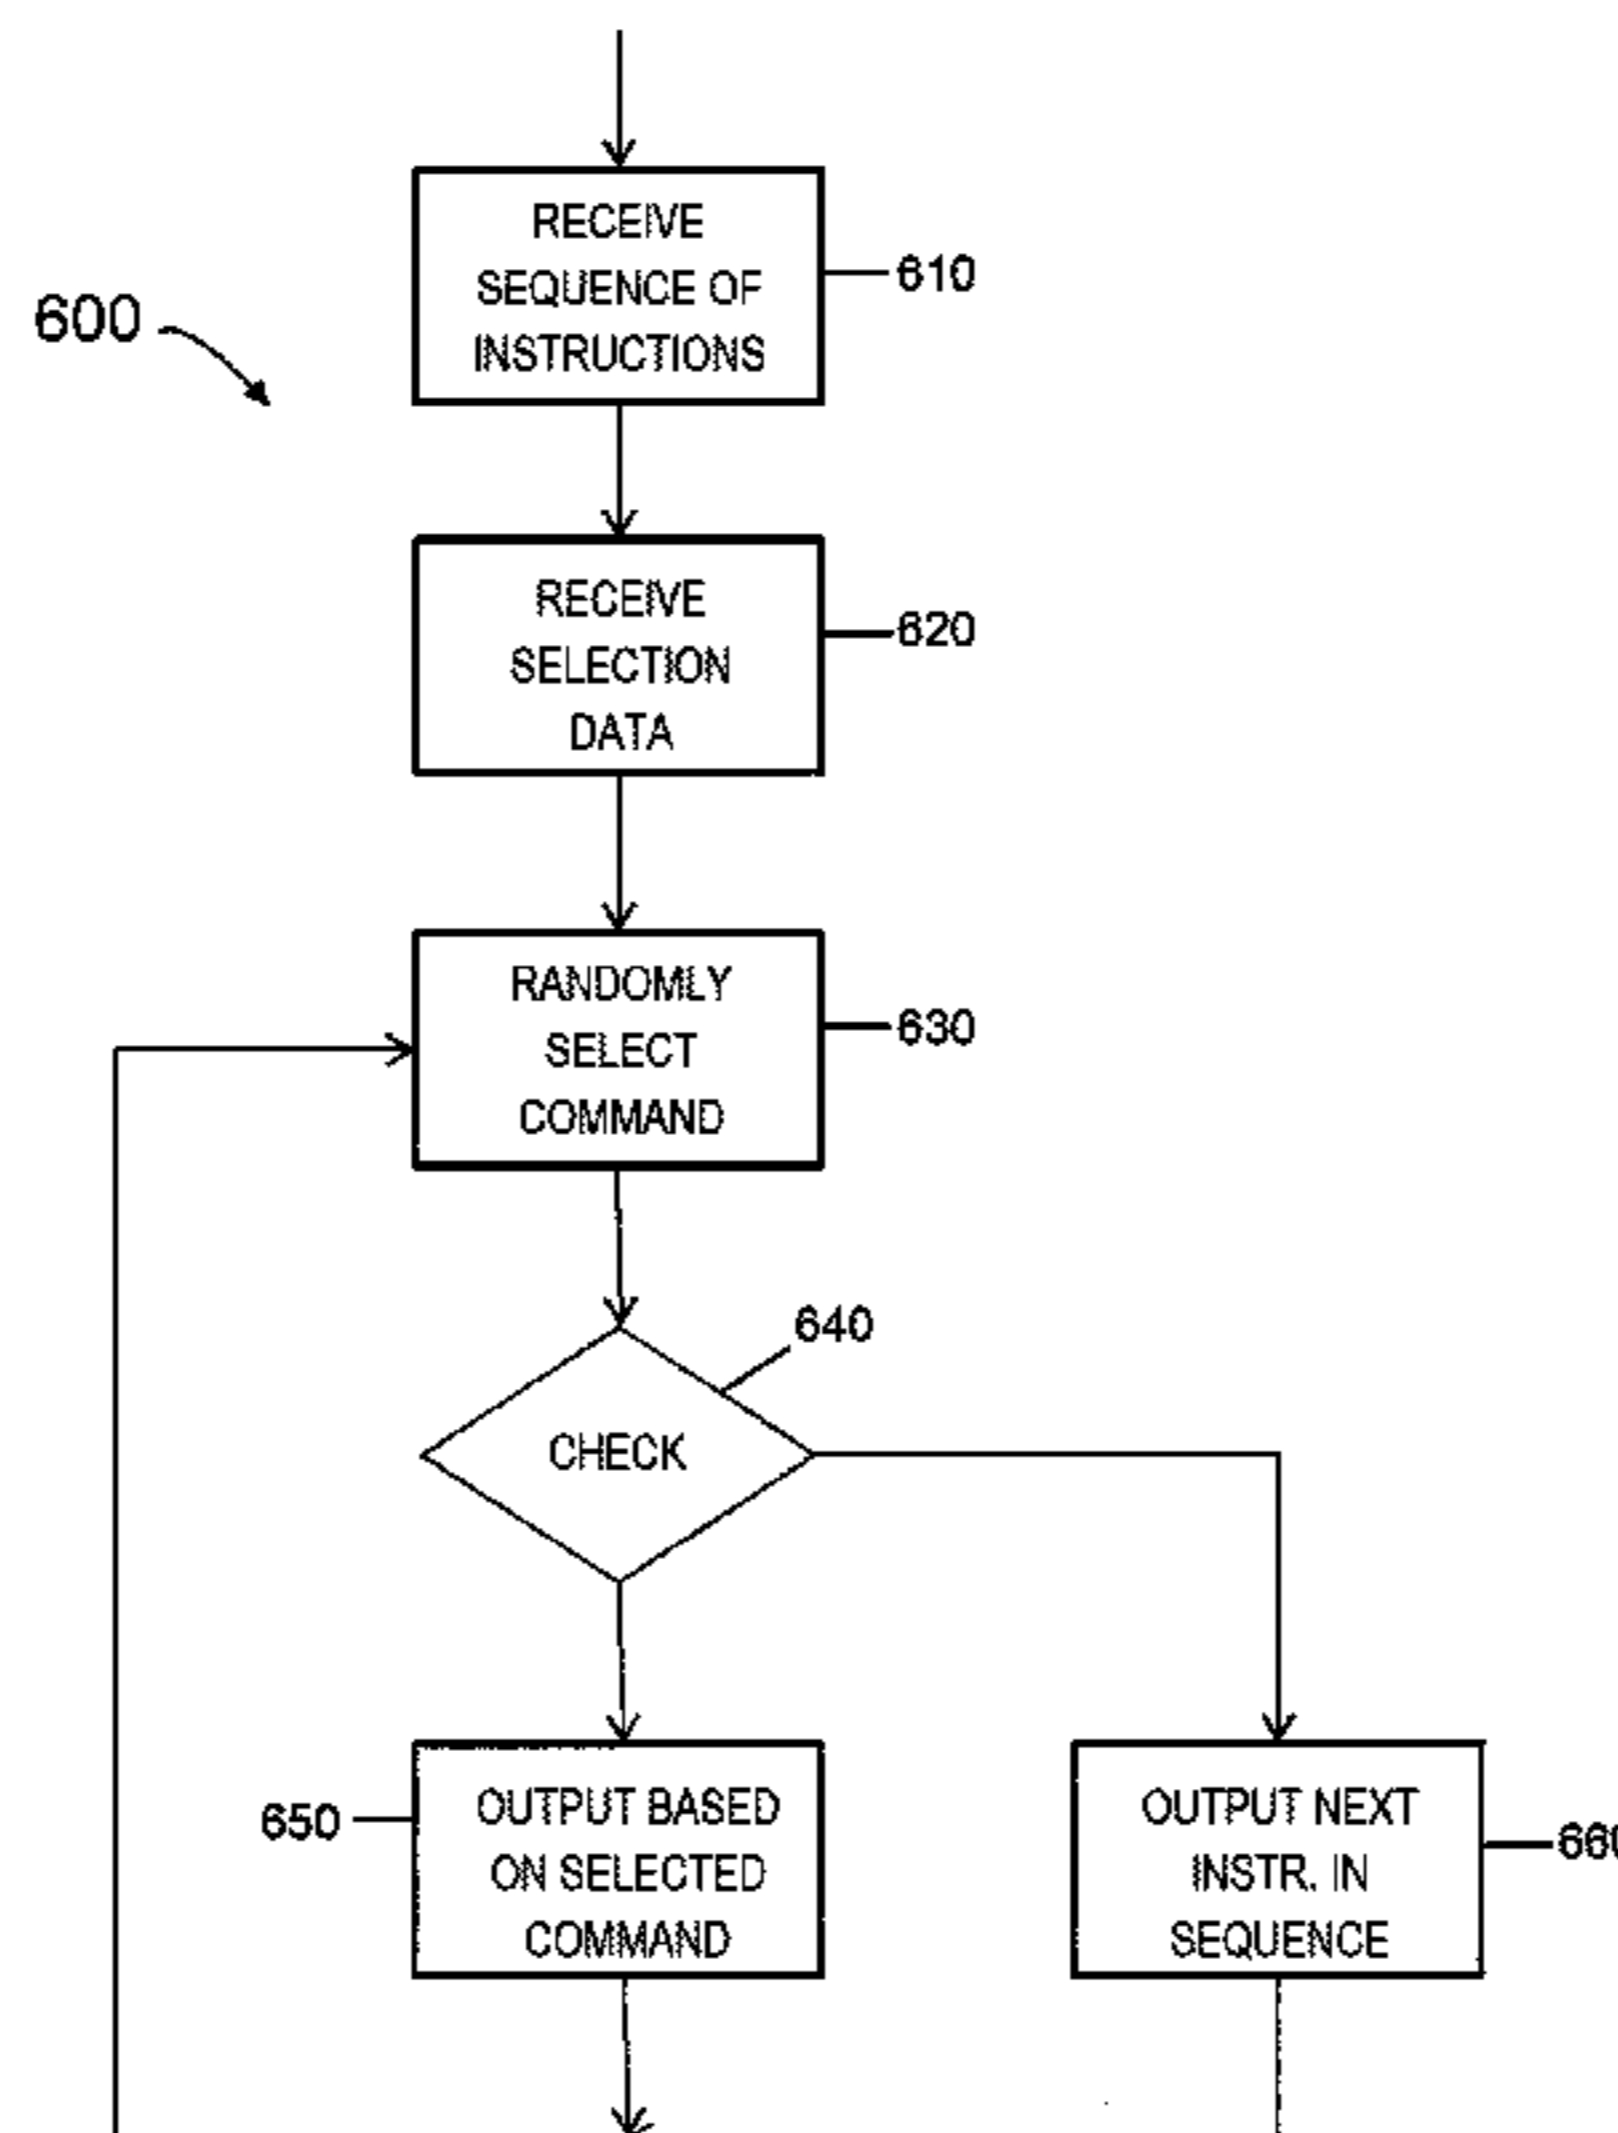 RECEIVE
SEQUENCE OF
INSTRUCTIONS
610
600
RECEIVE
SELECTION
DATA
620
RANDOMLY
SELECT
COMMAND
630
640
CHECK
650
OUTPUT BASED
ON SELECTED
COMMAND
OUTPUT NEXT
INSTR. IN
SEQUENCE
660